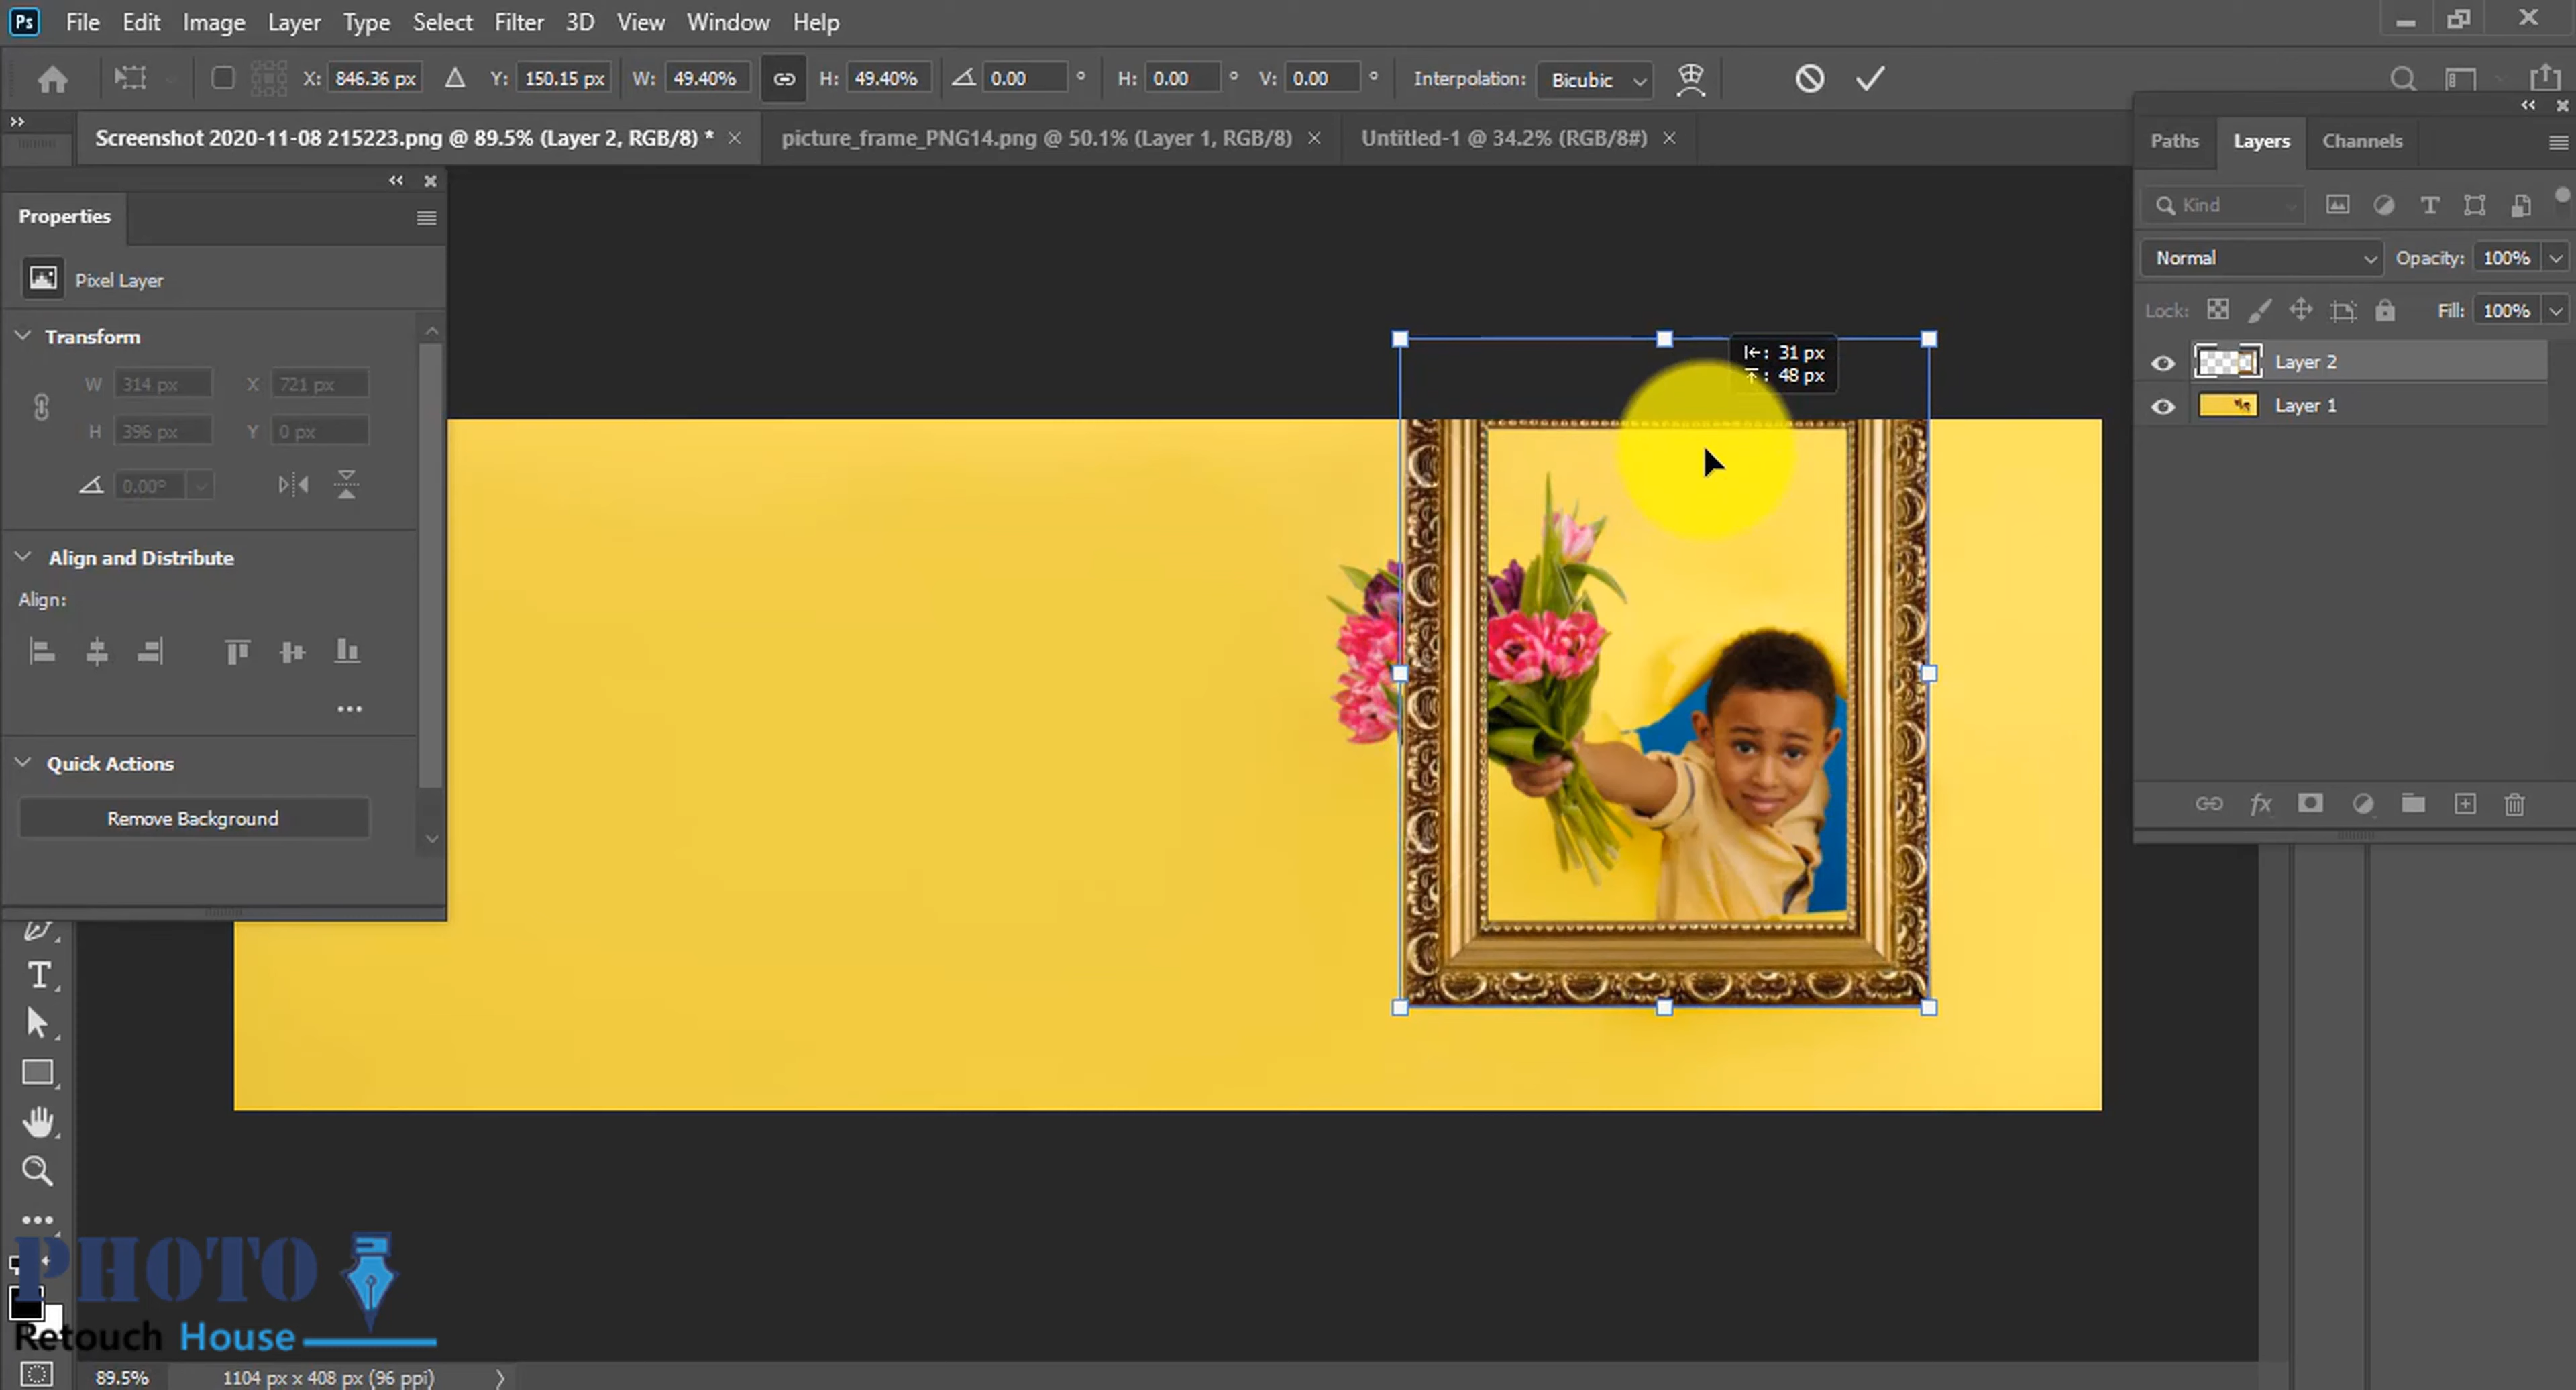 Ps File Edit Image Layer Type Select Filter 3D View Window Help
X: 846.36 px Y: 150.15 px W: 49.40% H: 49.40% 0.00 ° H: 0.00 ° V: 0.00 ° Interpolation: Bicubic
Screenshot 2020-11-08 215223.png @ 89.5% (Layer 2, RGB/8) * picture_frame_PNG14.png @ 50.1% (Layer 1, RGB/8) Untitled-1 @ 34.2% (RGB/8#)
Properties
Pixel Layer
Transform
W 314 px X 721 px
H 396 px Y 0 px
0.00°
Align and Distribute
Align:
Quick Actions
Remove Background
31 px
48 px
Paths Layers Channels
Kind
Normal Opacity: 100%
Lock: Fill: 100%
Layer 2
Layer 1
PHOTO
Retouch House
89.5% 1104 px x 408 px (96 ppi)